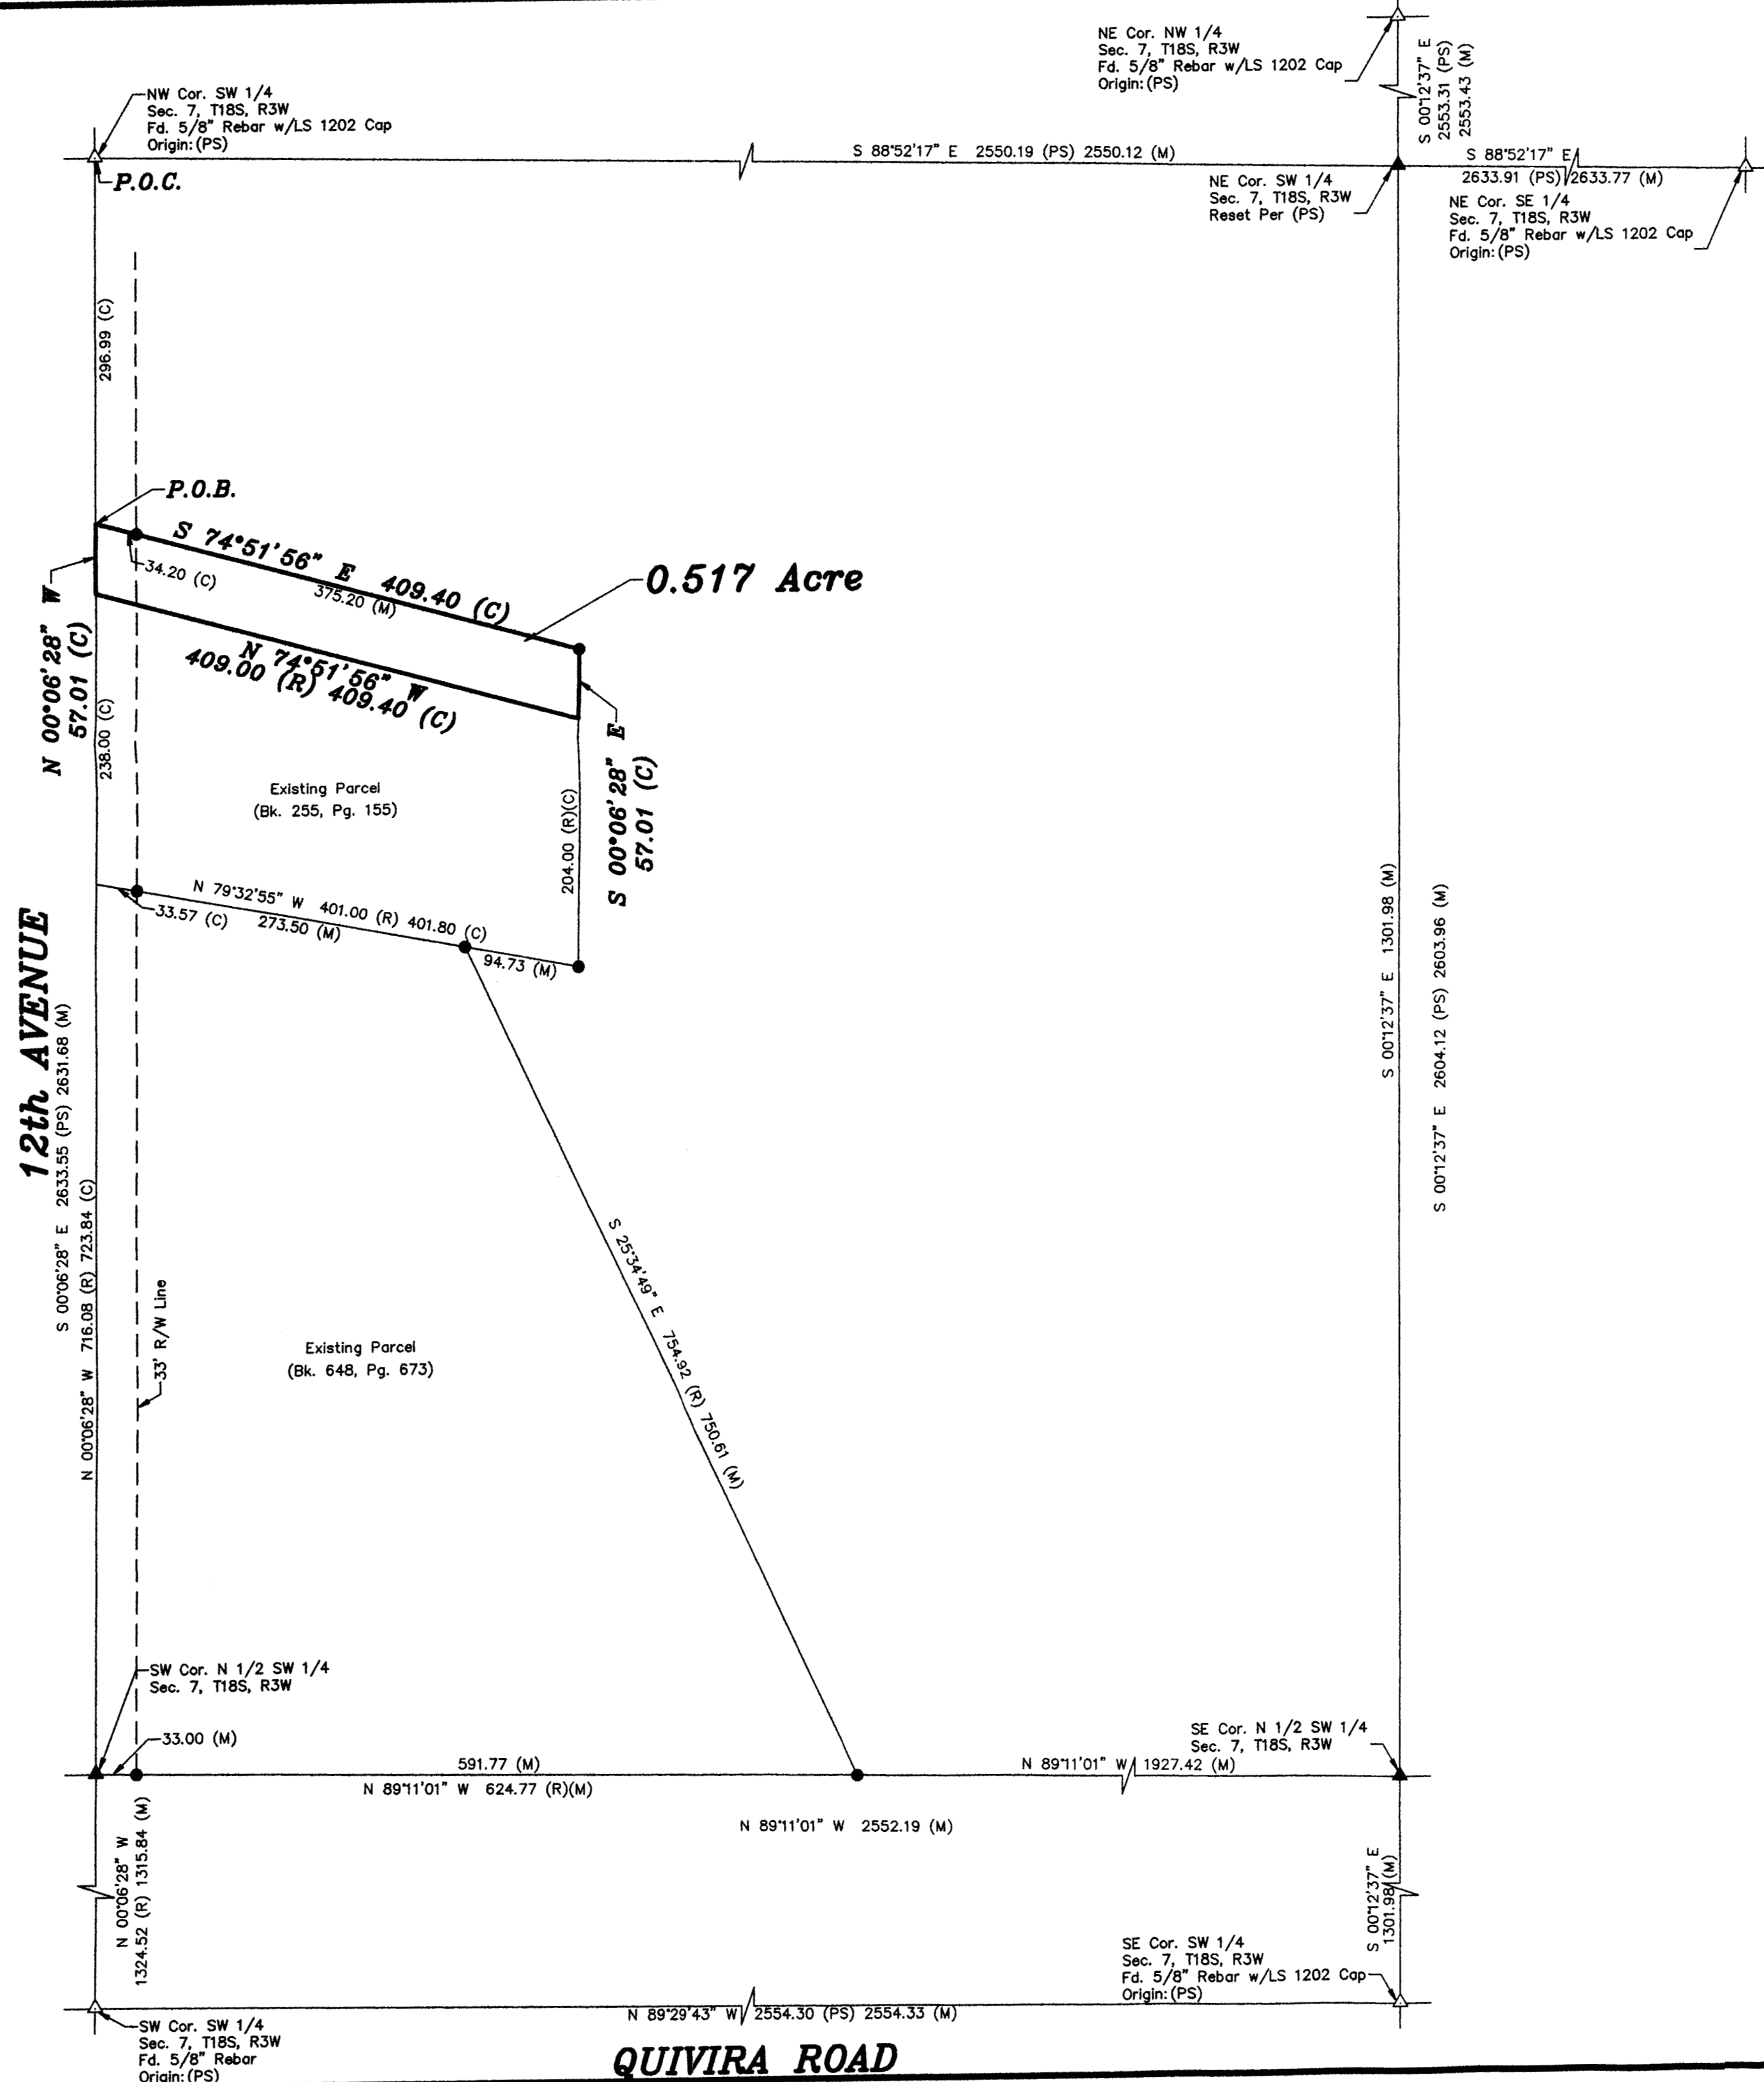 NE Cor. NW 1/4
Sec. 7, T18S, R3W
Fd. 5/8" Rebar w/LS 1202 Cap
Origin: (PS)
S 00°12'37" E
2553.31 (PS)
2553.43 (M)
NW Cor. SW 1/4
Sec. 7, T18S, R3W
Fd. 5/8" Rebar w/LS 1202 Cap
Origin: (PS)
P.O.C.
S 88°52'17" E 2550.19 (PS) 2550.12 (M)
S 88°52'17" E
2633.91 (PS) 2633.77 (M)
NE Cor. SW 1/4
Sec. 7, T18S, R3W
Reset Per (PS)
NE Cor. SE 1/4
Sec. 7, T18S, R3W
Fd. 5/8" Rebar w/LS 1202 Cap
Origin: (PS)
296.99 (C)
P.O.B.
S 74°51'56" E 409.40 (C)
34.20 (C)
375.20 (M)
0.517 Acre
N 00°06'28" W
57.01 (C)
N 74°51'56" W
409.00 (R) 409.40 (C)
238.00 (C)
S 00°06'28" E
57.01 (C)
204.00 (R)(C)
Existing Parcel
(Bk. 255, Pg. 155)
N 79°32'55" W 401.00 (R) 401.80 (C)
33.57 (C)
273.50 (M)
94.73 (M)
12th AVENUE
S 00°06'28" E 2633.55 (PS) 2631.68 (M)
N 00°06'28" W 716.08 (R) 723.84 (C)
33' R/W Line
S 25°34'49" E 754.92 (R) 750.61 (M)
S 00°12'37" E 1301.98 (M)
S 00°12'37" E 2604.12 (PS) 2603.96 (M)
Existing Parcel
(Bk. 648, Pg. 673)
SW Cor. N 1/2 SW 1/4
Sec. 7, T18S, R3W
33.00 (M)
591.77 (M)
N 89°11'01" W 624.77 (R)(M)
SE Cor. N 1/2 SW 1/4
Sec. 7, T18S, R3W
N 89°11'01" W 1927.42 (M)
N 89°11'01" W 2552.19 (M)
N 00°06'28" W
1324.52 (R) 1315.84 (M)
S 00°12'37" E
1301.98 (M)
SE Cor. SW 1/4
Sec. 7, T18S, R3W
Fd. 5/8" Rebar w/LS 1202 Cap
Origin: (PS)
N 89°29'43" W 2554.30 (PS) 2554.33 (M)
SW Cor. SW 1/4
Sec. 7, T18S, R3W
Fd. 5/8" Rebar
Origin: (PS)
QUIVIRA ROAD